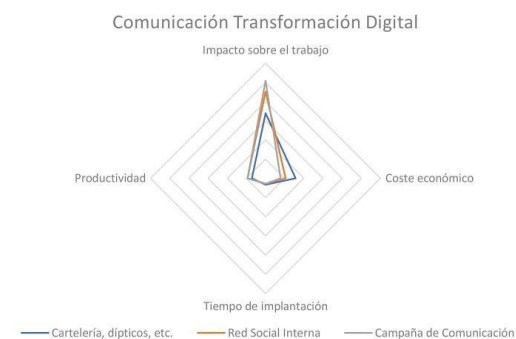 Comunicación Transformación Digital
Impacto sobre el trabajo
Productividad
Coste económico
Tiempo de implantación
Cartelería, dípticos, etc.
Red Social Interna
Campaña de Comunicación